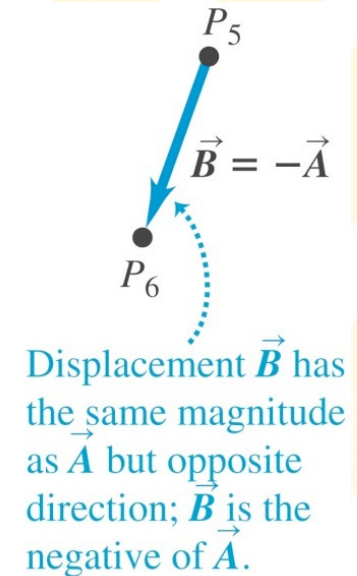 P₅
B⃗ = −A⃗
P₆
Displacement B⃗ has
the same magnitude
as A⃗ but opposite
direction; B⃗ is the
negative of A⃗.